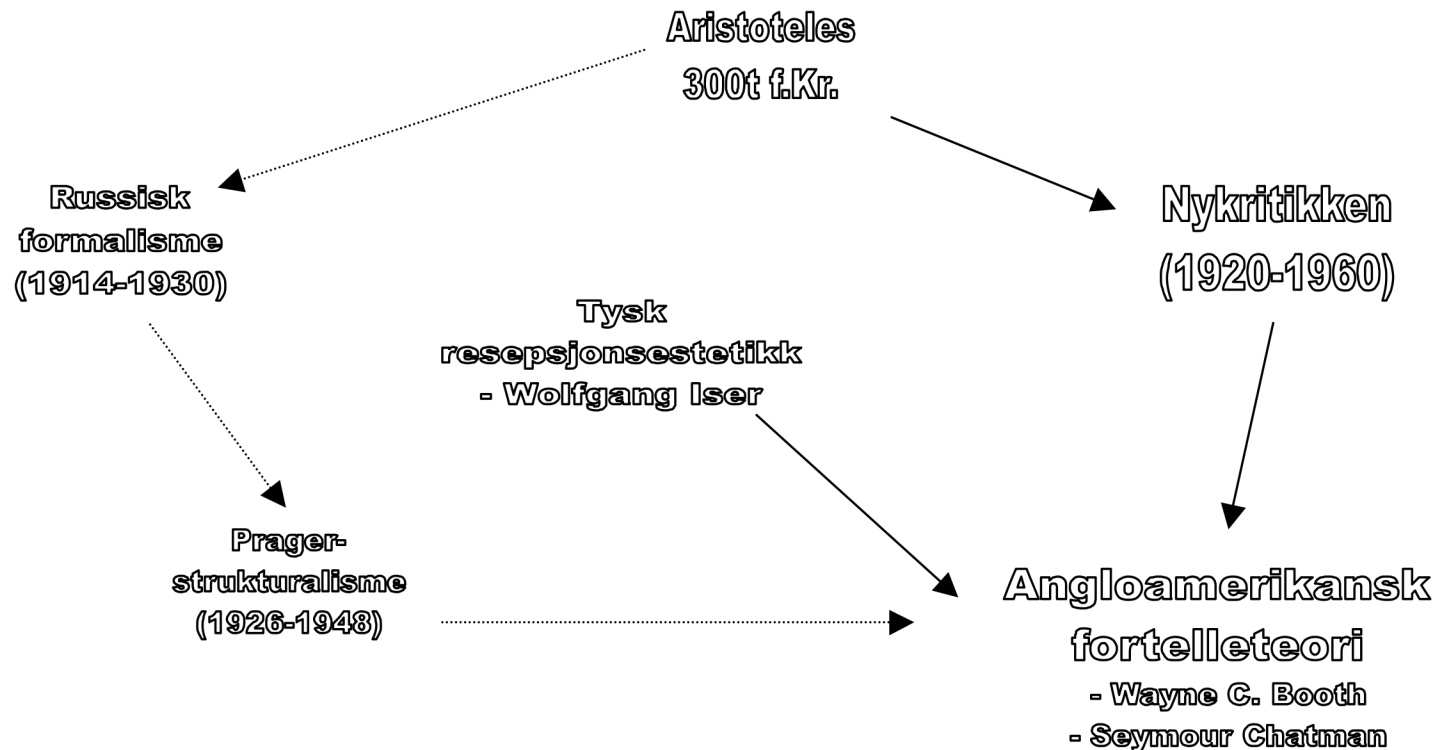 Aristoteles
300t f.Kr.
Russisk
formalisme
(1914-1930)
Nykritikken
(1920-1960)
Tysk
resepsjonsestetikk
- Wolfgang Iser
Prager-
strukturalisme
(1926-1948)
Angloamerikansk
fortelleteori
- Wayne C. Booth
- Seymour Chatman